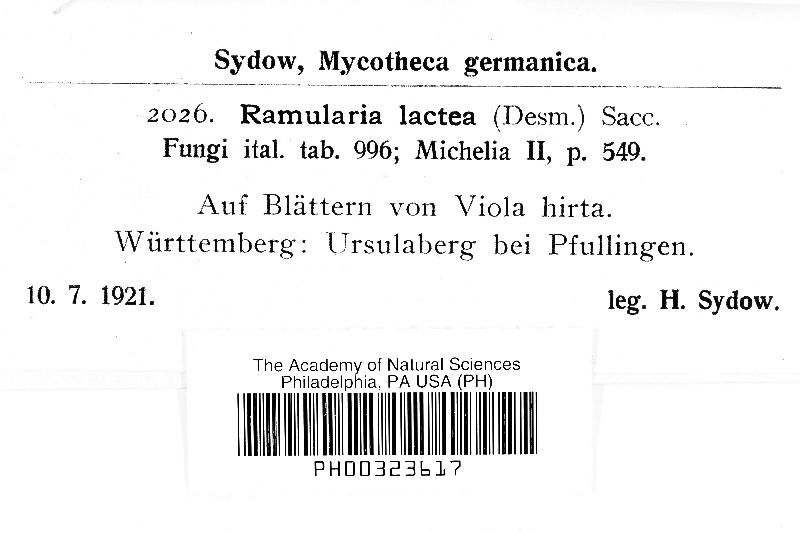 Sydow, Mycotheca germanica.
2026. Ramularia lactea (Desm.) Sacc.
Fungi ital. tab. 996; Michelia II, p. 549.
Auf Blättern von Viola hirta.
Württemberg: Ursulaberg bei Pfullingen.
10. 7. 1921.
leg. H. Sydow.
The Academy of Natural Sciences
Philadelphia, PA USA (PH)
PH00323617